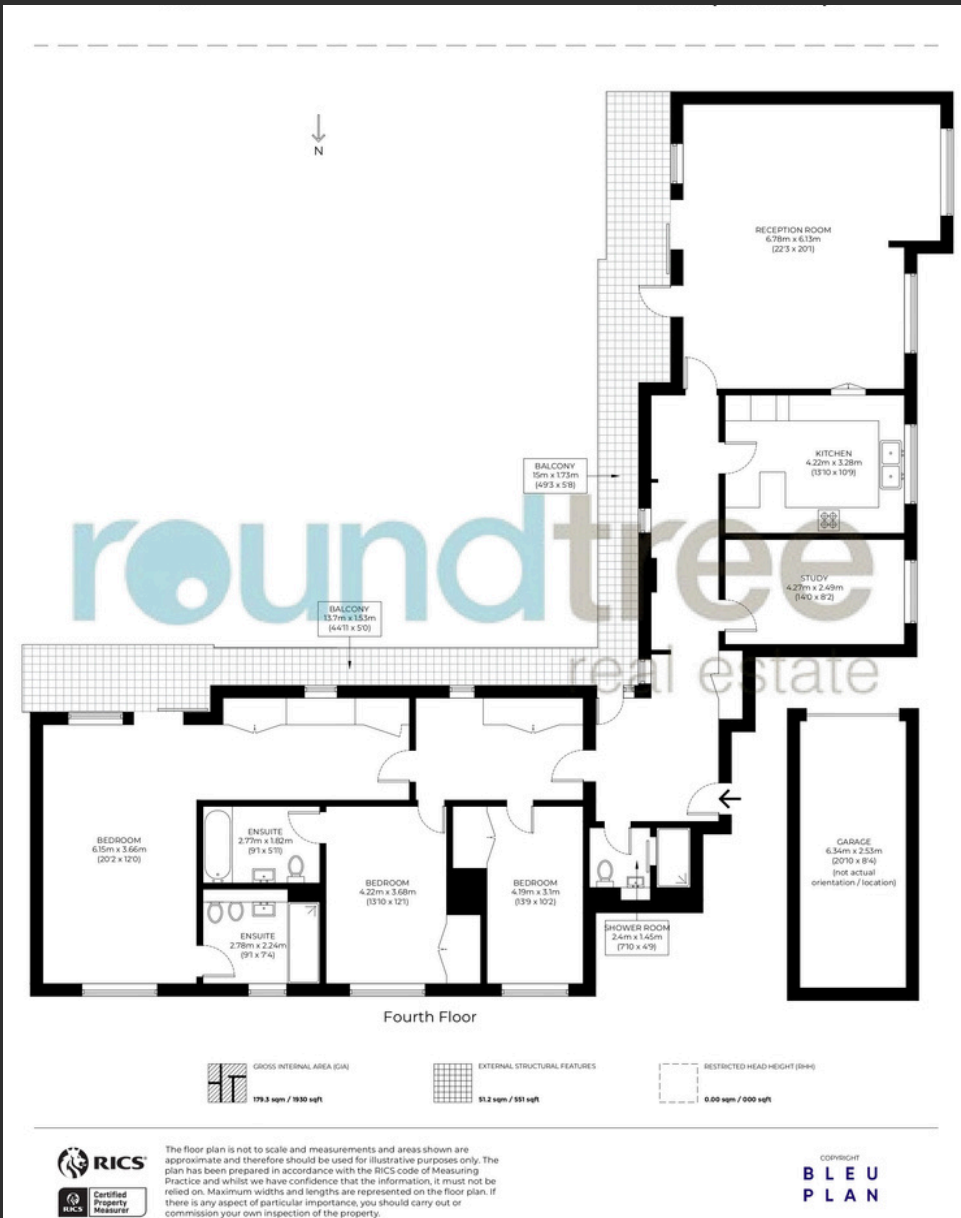 N
RECEPTION ROOM
6.78m x 6.13m
(22'3 x 20'1)
KITCHEN
4.22m x 3.28m
(13'10 x 10'9)
BALCONY
15m x 1.73m
(49'3 x 5'8)
roundtree
real estate
STUDY
4.27m x 2.49m
(14'0 x 8'2)
BALCONY
13.7m x 1.53m
(44'11 x 5'0)
BEDROOM
6.15m x 3.66m
(20'2 x 12'0)
ENSUITE
2.77m x 1.82m
(9'1 x 5'11)
ENSUITE
2.78m x 2.24m
(9'1 x 7'4)
BEDROOM
4.22m x 3.68m
(13'10 x 12'1)
BEDROOM
4.19m x 3.1m
(13'9 x 10'2)
SHOWER ROOM
2.4m x 1.45m
(7'10 x 4'9)
GARAGE
6.34m x 2.53m
(20'10 x 8'4)
(not actual
orientation / location)
Fourth Floor
GROSS INTERNAL AREA (GIA)
179.3 sqm / 1930 sqft
EXTERNAL STRUCTURAL FEATURES
51.2 sqm / 551 sqft
RESTRICTED HEAD HEIGHT (RHH)
0.00 sqm / 000 sqft
RICS
RICS
Certified
Property
Measurer
The floor plan is not to scale and measurements and areas shown are
approximate and therefore should be used for illustrative purposes only. The
plan has been prepared in accordance with the RICS code of Measuring
Practice and whilst we have confidence that the information, it must not be
relied on. Maximum widths and lengths are represented on the floor plan. If
there is any aspect of particular importance, you should carry out or
commission your own inspection of the property.
COPYRIGHT
BLEU
PLAN